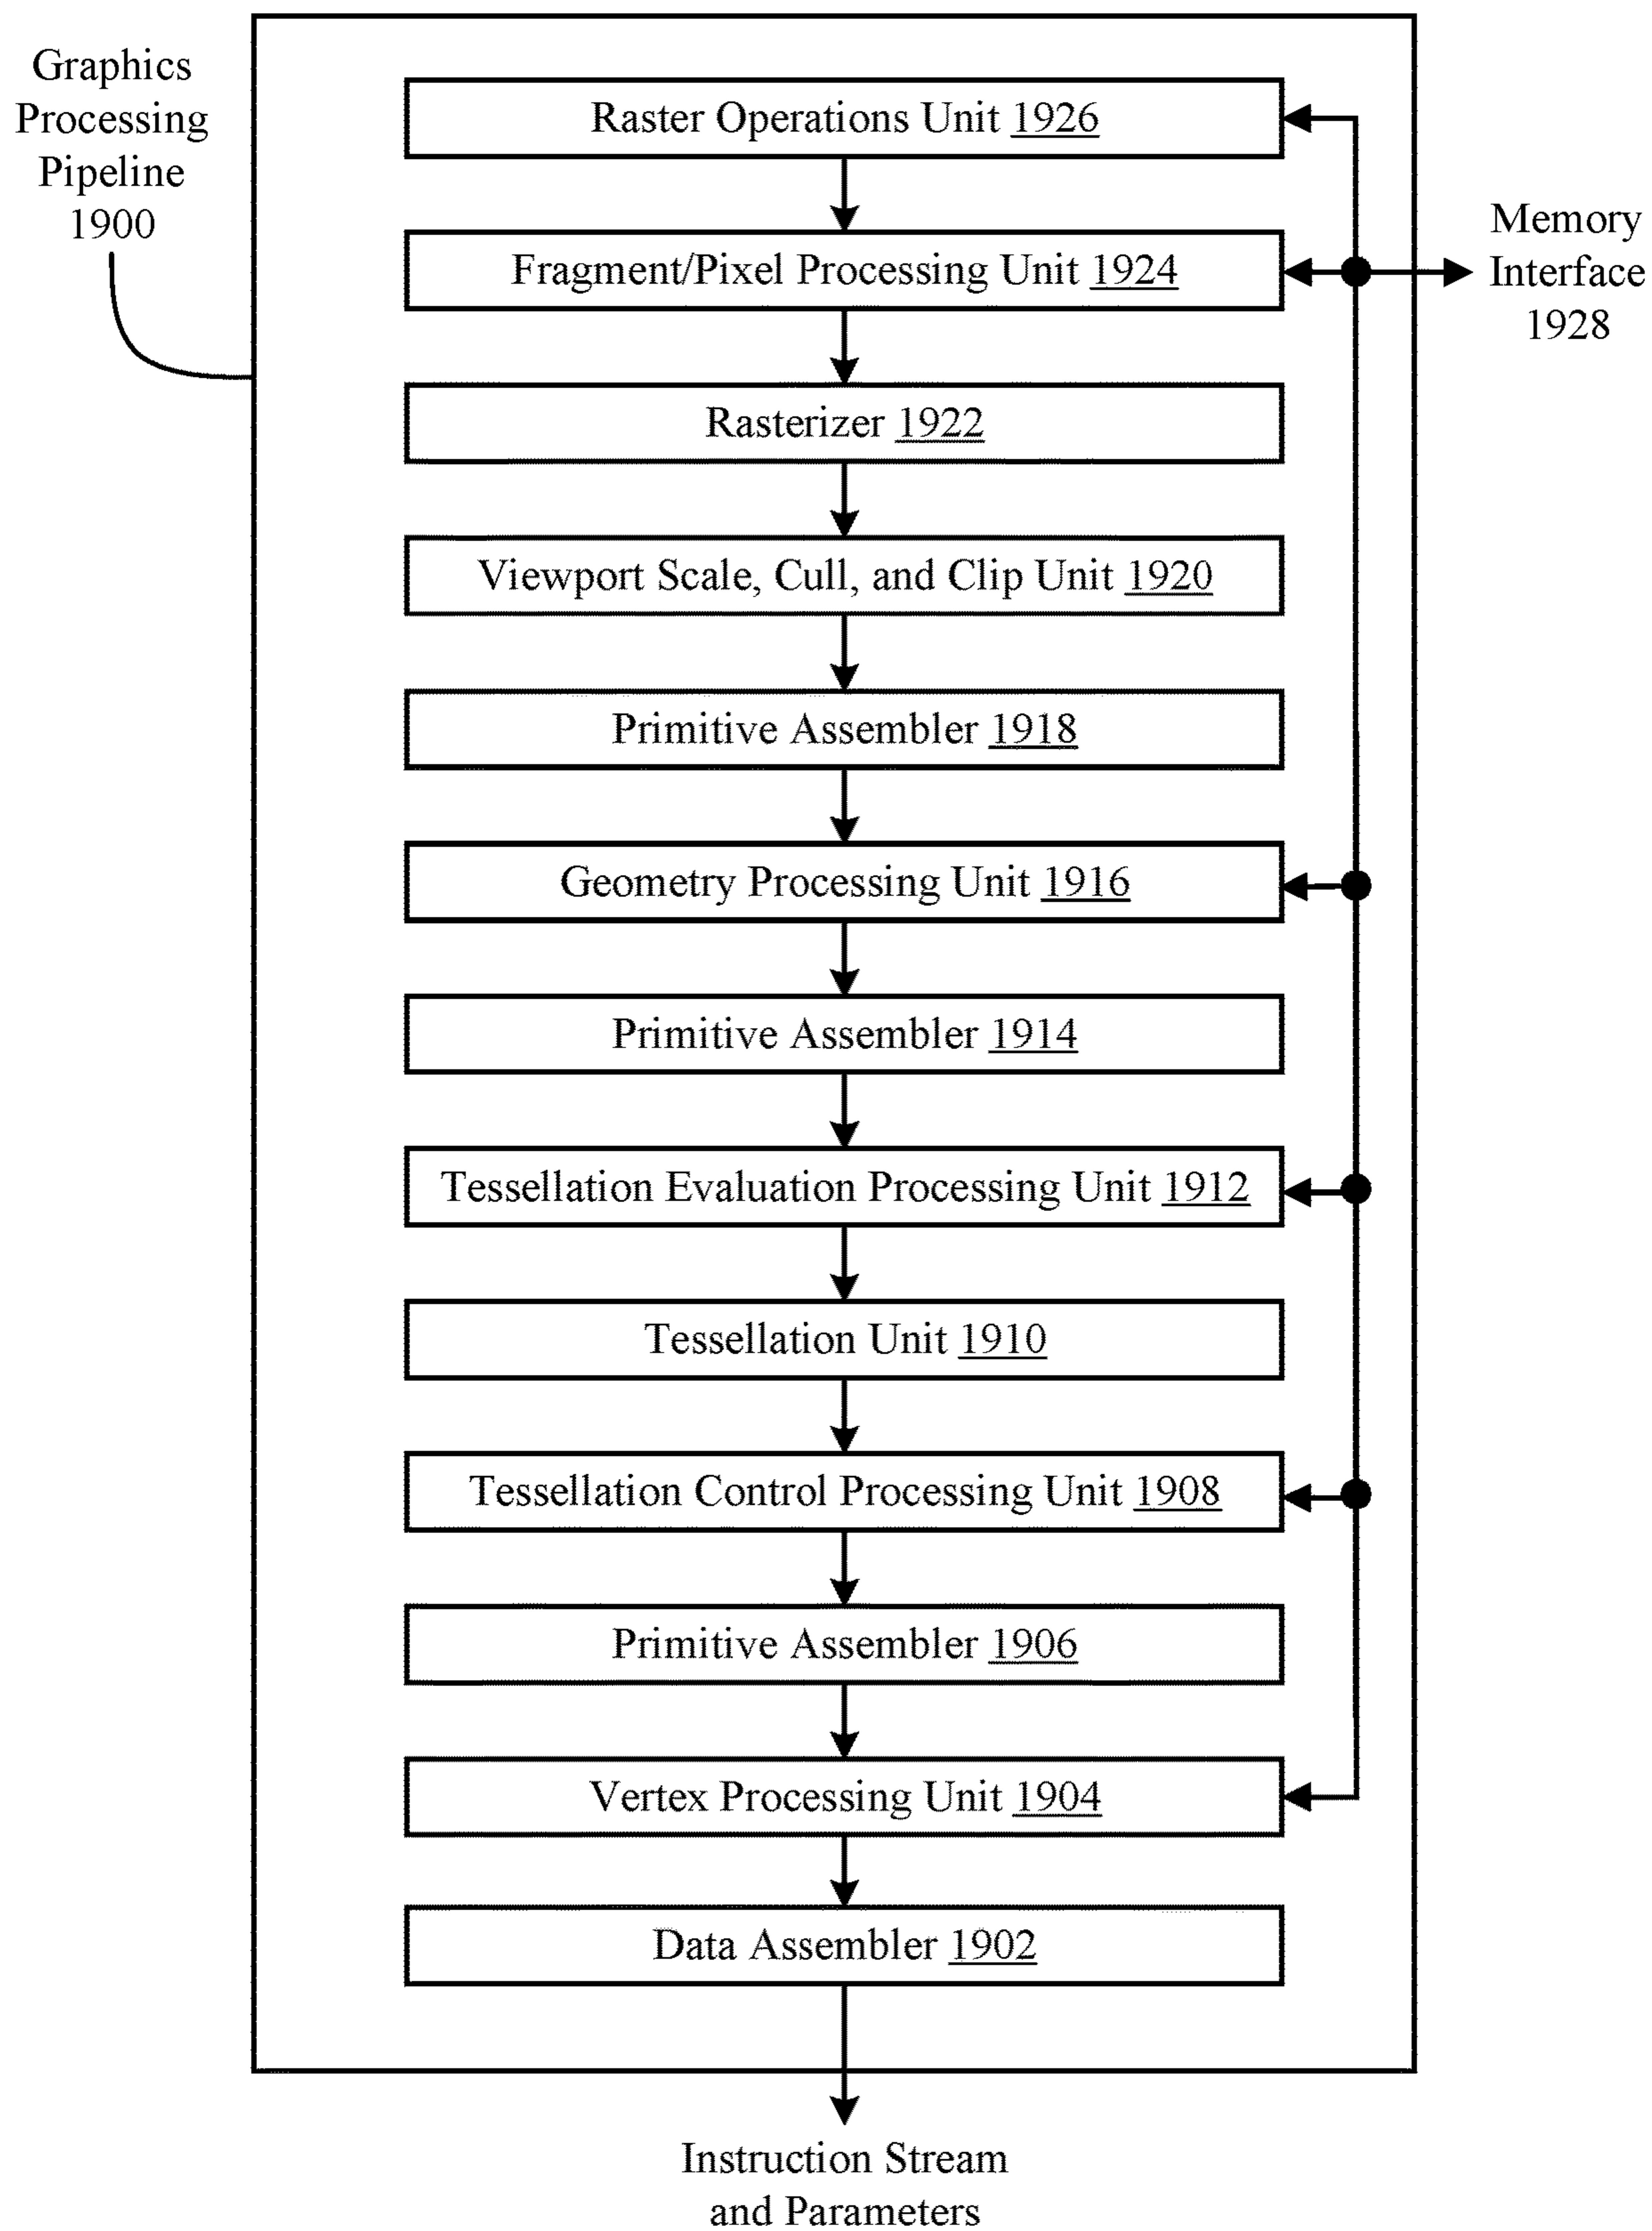 Graphics
Processing
Pipeline
1900
Raster Operations Unit 1926
Fragment/Pixel Processing Unit 1924
Memory
Interface
1928
Rasterizer 1922
Viewport Scale, Cull, and Clip Unit 1920
Primitive Assembler 1918
Geometry Processing Unit 1916
Primitive Assembler 1914
Tessellation Evaluation Processing Unit 1912
Tessellation Unit 1910
Tessellation Control Processing Unit 1908
Primitive Assembler 1906
Vertex Processing Unit 1904
Data Assembler 1902
Instruction Stream
and Parameters